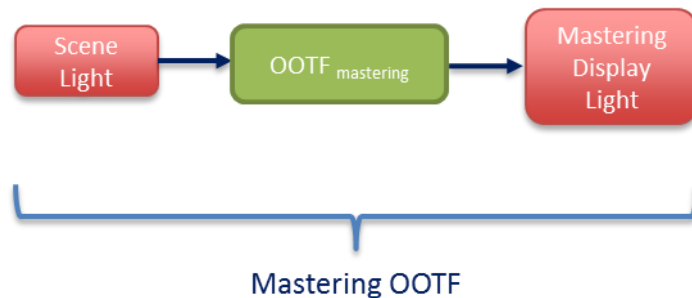 Scene
Light
OOTF mastering
Mastering
Display
Light
Mastering OOTF